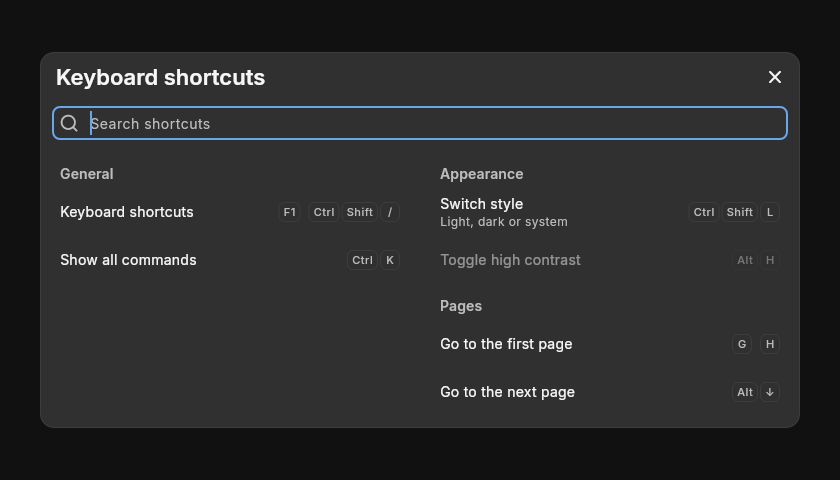 Keyboard shortcuts
Search shortcuts
General
Keyboard shortcuts F1 Ctrl Shift /
Show all commands Ctrl K
Appearance
Switch style Ctrl Shift L
Light, dark or system
Toggle high contrast Alt H
Pages
Go to the first page G H
Go to the next page Alt ↓